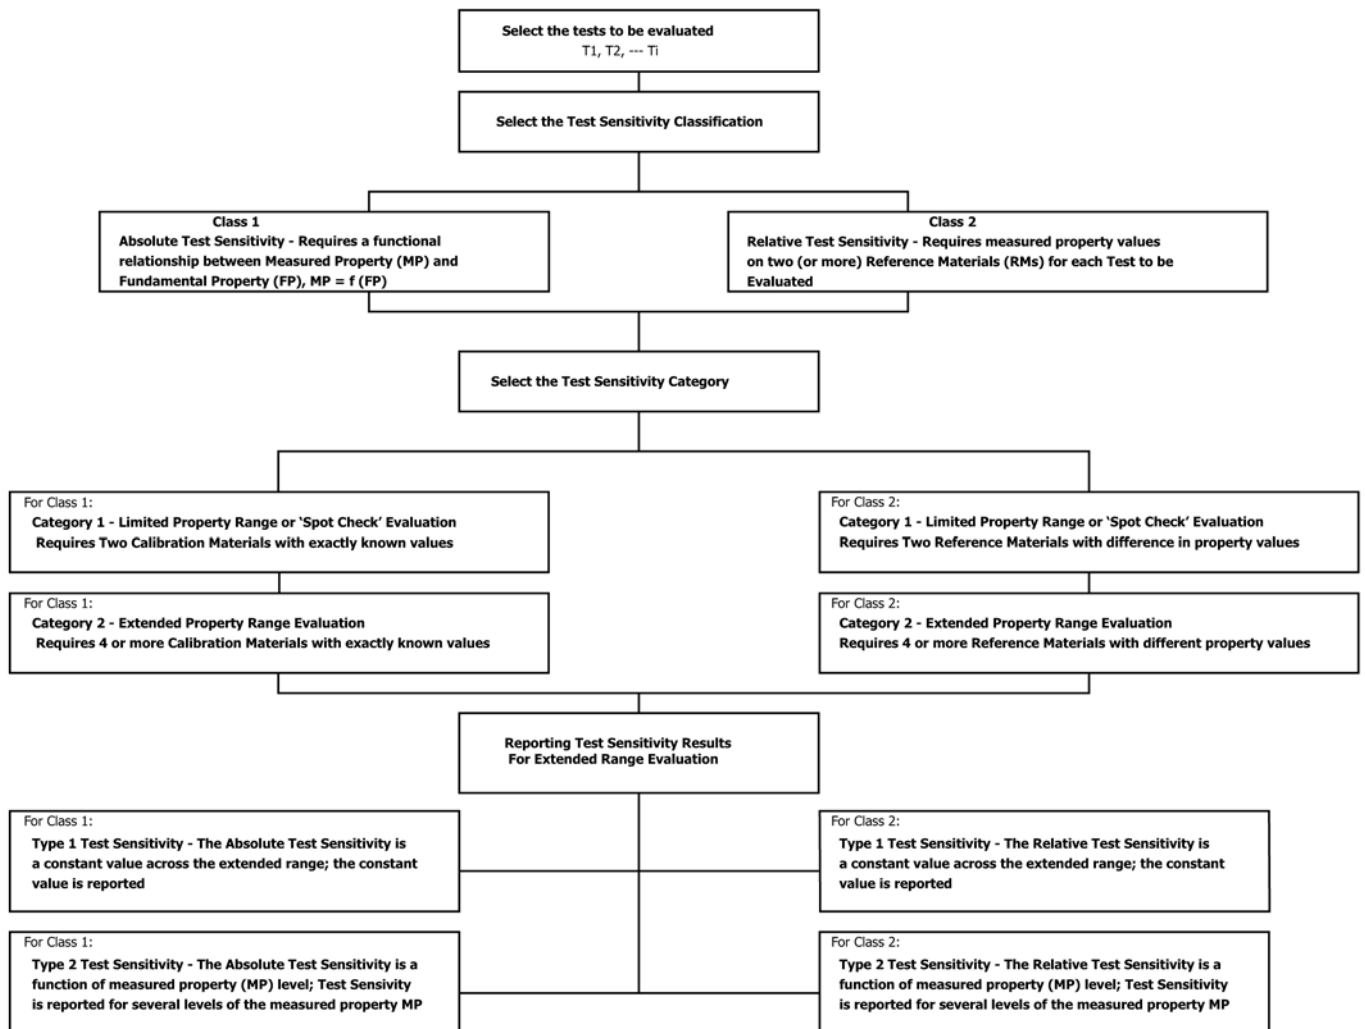 Select the tests to be evaluated
T1, T2, --- Ti
Select the Test Sensitivity Classification
Class 1
Absolute Test Sensitivity - Requires a functional
relationship between Measured Property (MP) and
Fundamental Property (FP), MP = f (FP)
Class 2
Relative Test Sensitivity - Requires measured property values
on two (or more) Reference Materials (RMs) for each Test to be
Evaluated
Select the Test Sensitivity Category
For Class 1:
Category 1 - Limited Property Range or ‘Spot Check’ Evaluation
Requires Two Calibration Materials with exactly known values
For Class 2:
Category 1 - Limited Property Range or ‘Spot Check’ Evaluation
Requires Two Reference Materials with difference in property values
For Class 1:
Category 2 - Extended Property Range Evaluation
Requires 4 or more Calibration Materials with exactly known values
For Class 2:
Category 2 - Extended Property Range Evaluation
Requires 4 or more Reference Materials with different property values
Reporting Test Sensitivity Results
For Extended Range Evaluation
For Class 1:
Type 1 Test Sensitivity - The Absolute Test Sensitivity is
a constant value across the extended range; the constant
value is reported
For Class 2:
Type 1 Test Sensitivity - The Relative Test Sensitivity is
a constant value across the extended range; the constant
value is reported
For Class 1:
Type 2 Test Sensitivity - The Absolute Test Sensitivity is a
function of measured property (MP) level; Test Sensivity
is reported for several levels of the measured property MP
For Class 2:
Type 2 Test Sensitivity - The Relative Test Sensitivity is a
function of measured property (MP) level; Test Sensitivity
is reported for several levels of the measured property MP